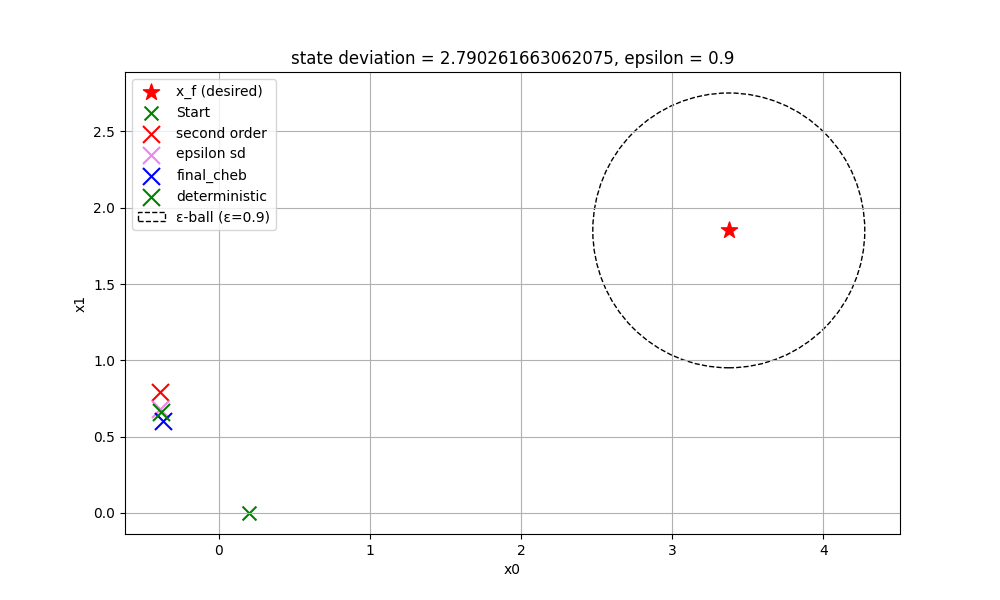 state deviation = 2.790261663062075, epsilon = 0.9
x_f (desired)
Start
second order
epsilon sd
final_cheb
deterministic
ε-ball (ε=0.9)
2.5
2.0
1.5
1.0
0.5
0.0
x1
0 1 2 3 4
x0